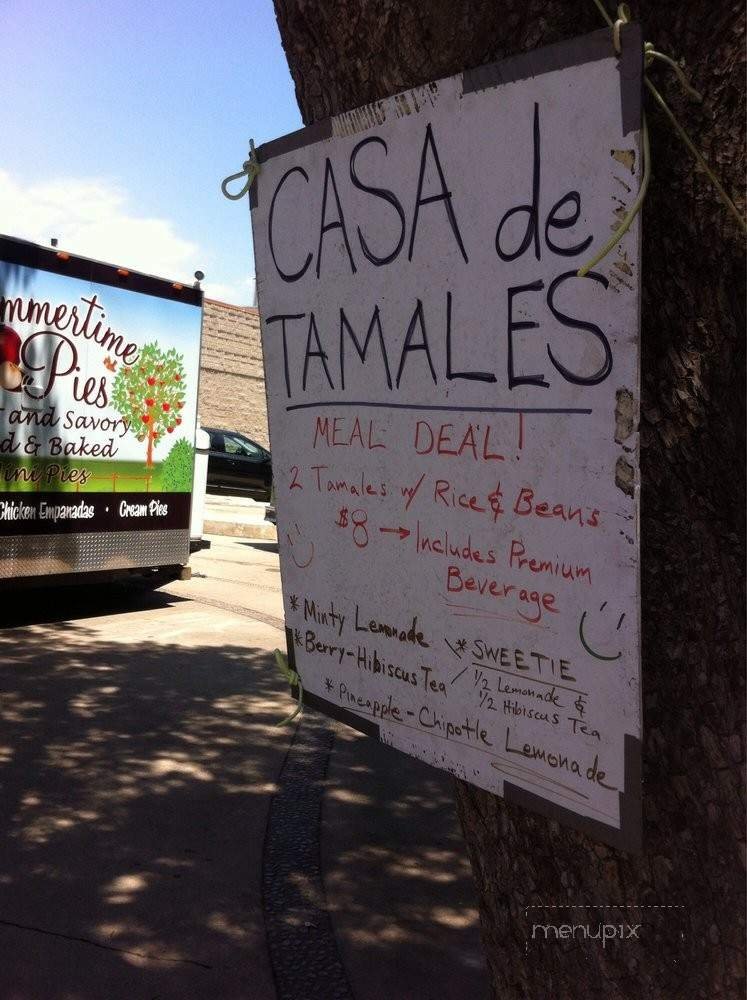 CASA de
TAMALES
MEAL DEAL!
2 Tamales w/ Rice & Beans
$8 → Includes Premium
Beverage
* Minty Lemonade
* Berry-Hibiscus Tea
* SWEETIE
1/2 Lemonade &
1/2 Hibiscus Tea
* Pineapple-Chipotle Lemonade
mmertime
Pies
and Savory
d & Baked
ini Pies
Chicken Empanadas • Cream Pies
menupix